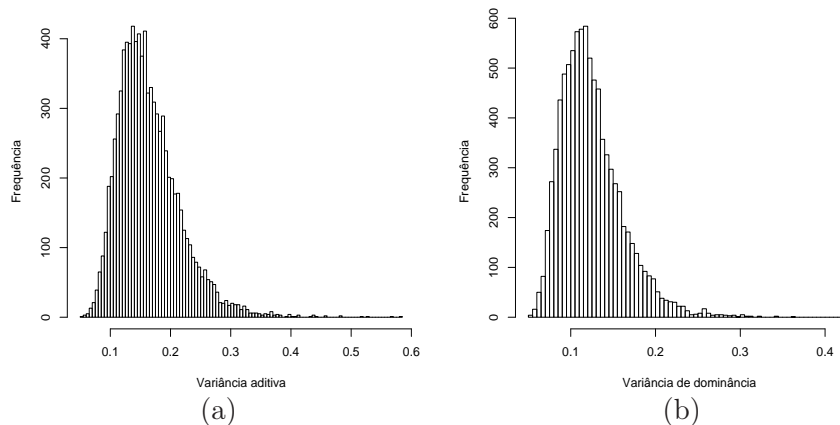 Frequência
400
300
200
100
0
0.1 0.2 0.3 0.4 0.5 0.6
Variância aditiva
(a)
Frequência
600
500
400
300
200
100
0
0.1 0.2 0.3 0.4
Variância de dominância
(b)